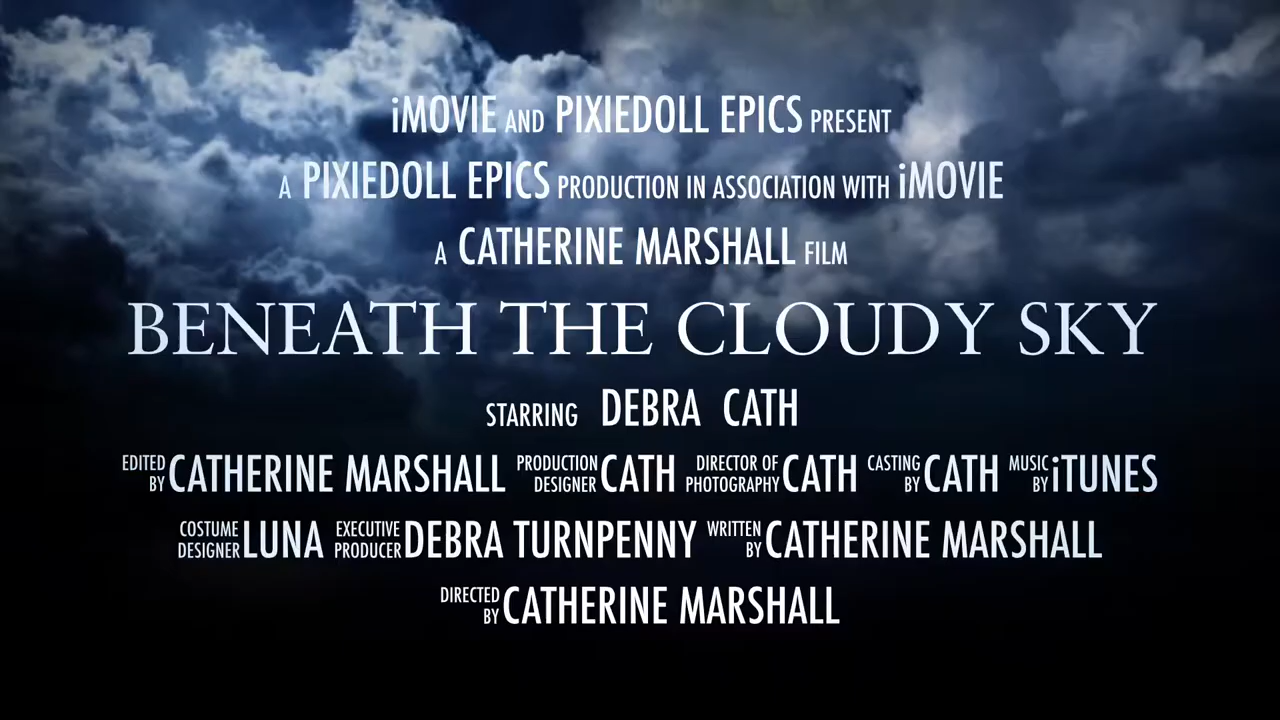 iMOVIE AND PIXIEDOLL EPICS PRESENT
A PIXIEDOLL EPICS PRODUCTION IN ASSOCIATION WITH iMOVIE
A CATHERINE MARSHALL FILM
BENEATH THE CLOUDY SKY
STARRING DEBRA CATH
EDITED BY CATHERINE MARSHALL PRODUCTION DESIGNER CATH DIRECTOR OF PHOTOGRAPHY CATH CASTING BY CATH MUSIC BY iTUNES
COSTUME DESIGNER LUNA EXECUTIVE PRODUCER DEBRA TURNPENNY WRITTEN BY CATHERINE MARSHALL
DIRECTED BY CATHERINE MARSHALL